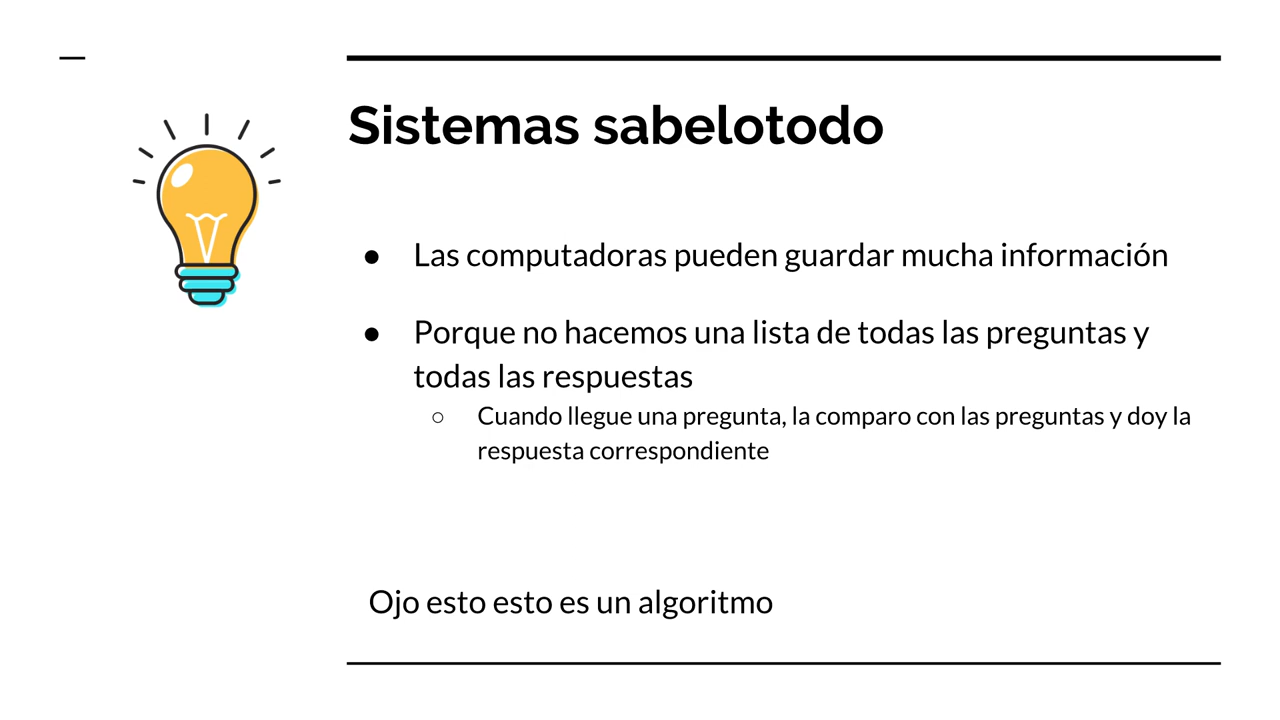 Sistemas sabelotodo
● Las computadoras pueden guardar mucha información
● Porque no hacemos una lista de todas las preguntas y
todas las respuestas
○ Cuando llegue una pregunta, la comparo con las preguntas y doy la
respuesta correspondiente
Ojo esto esto es un algoritmo